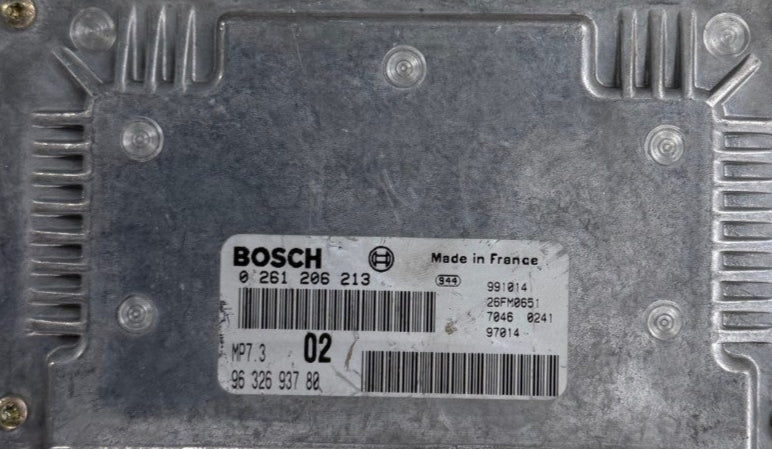 BOSCH Made in France
0 261 206 213 944 991014
26FM0651
7046 0241
97014
MP7.3 02
96 326 937 80